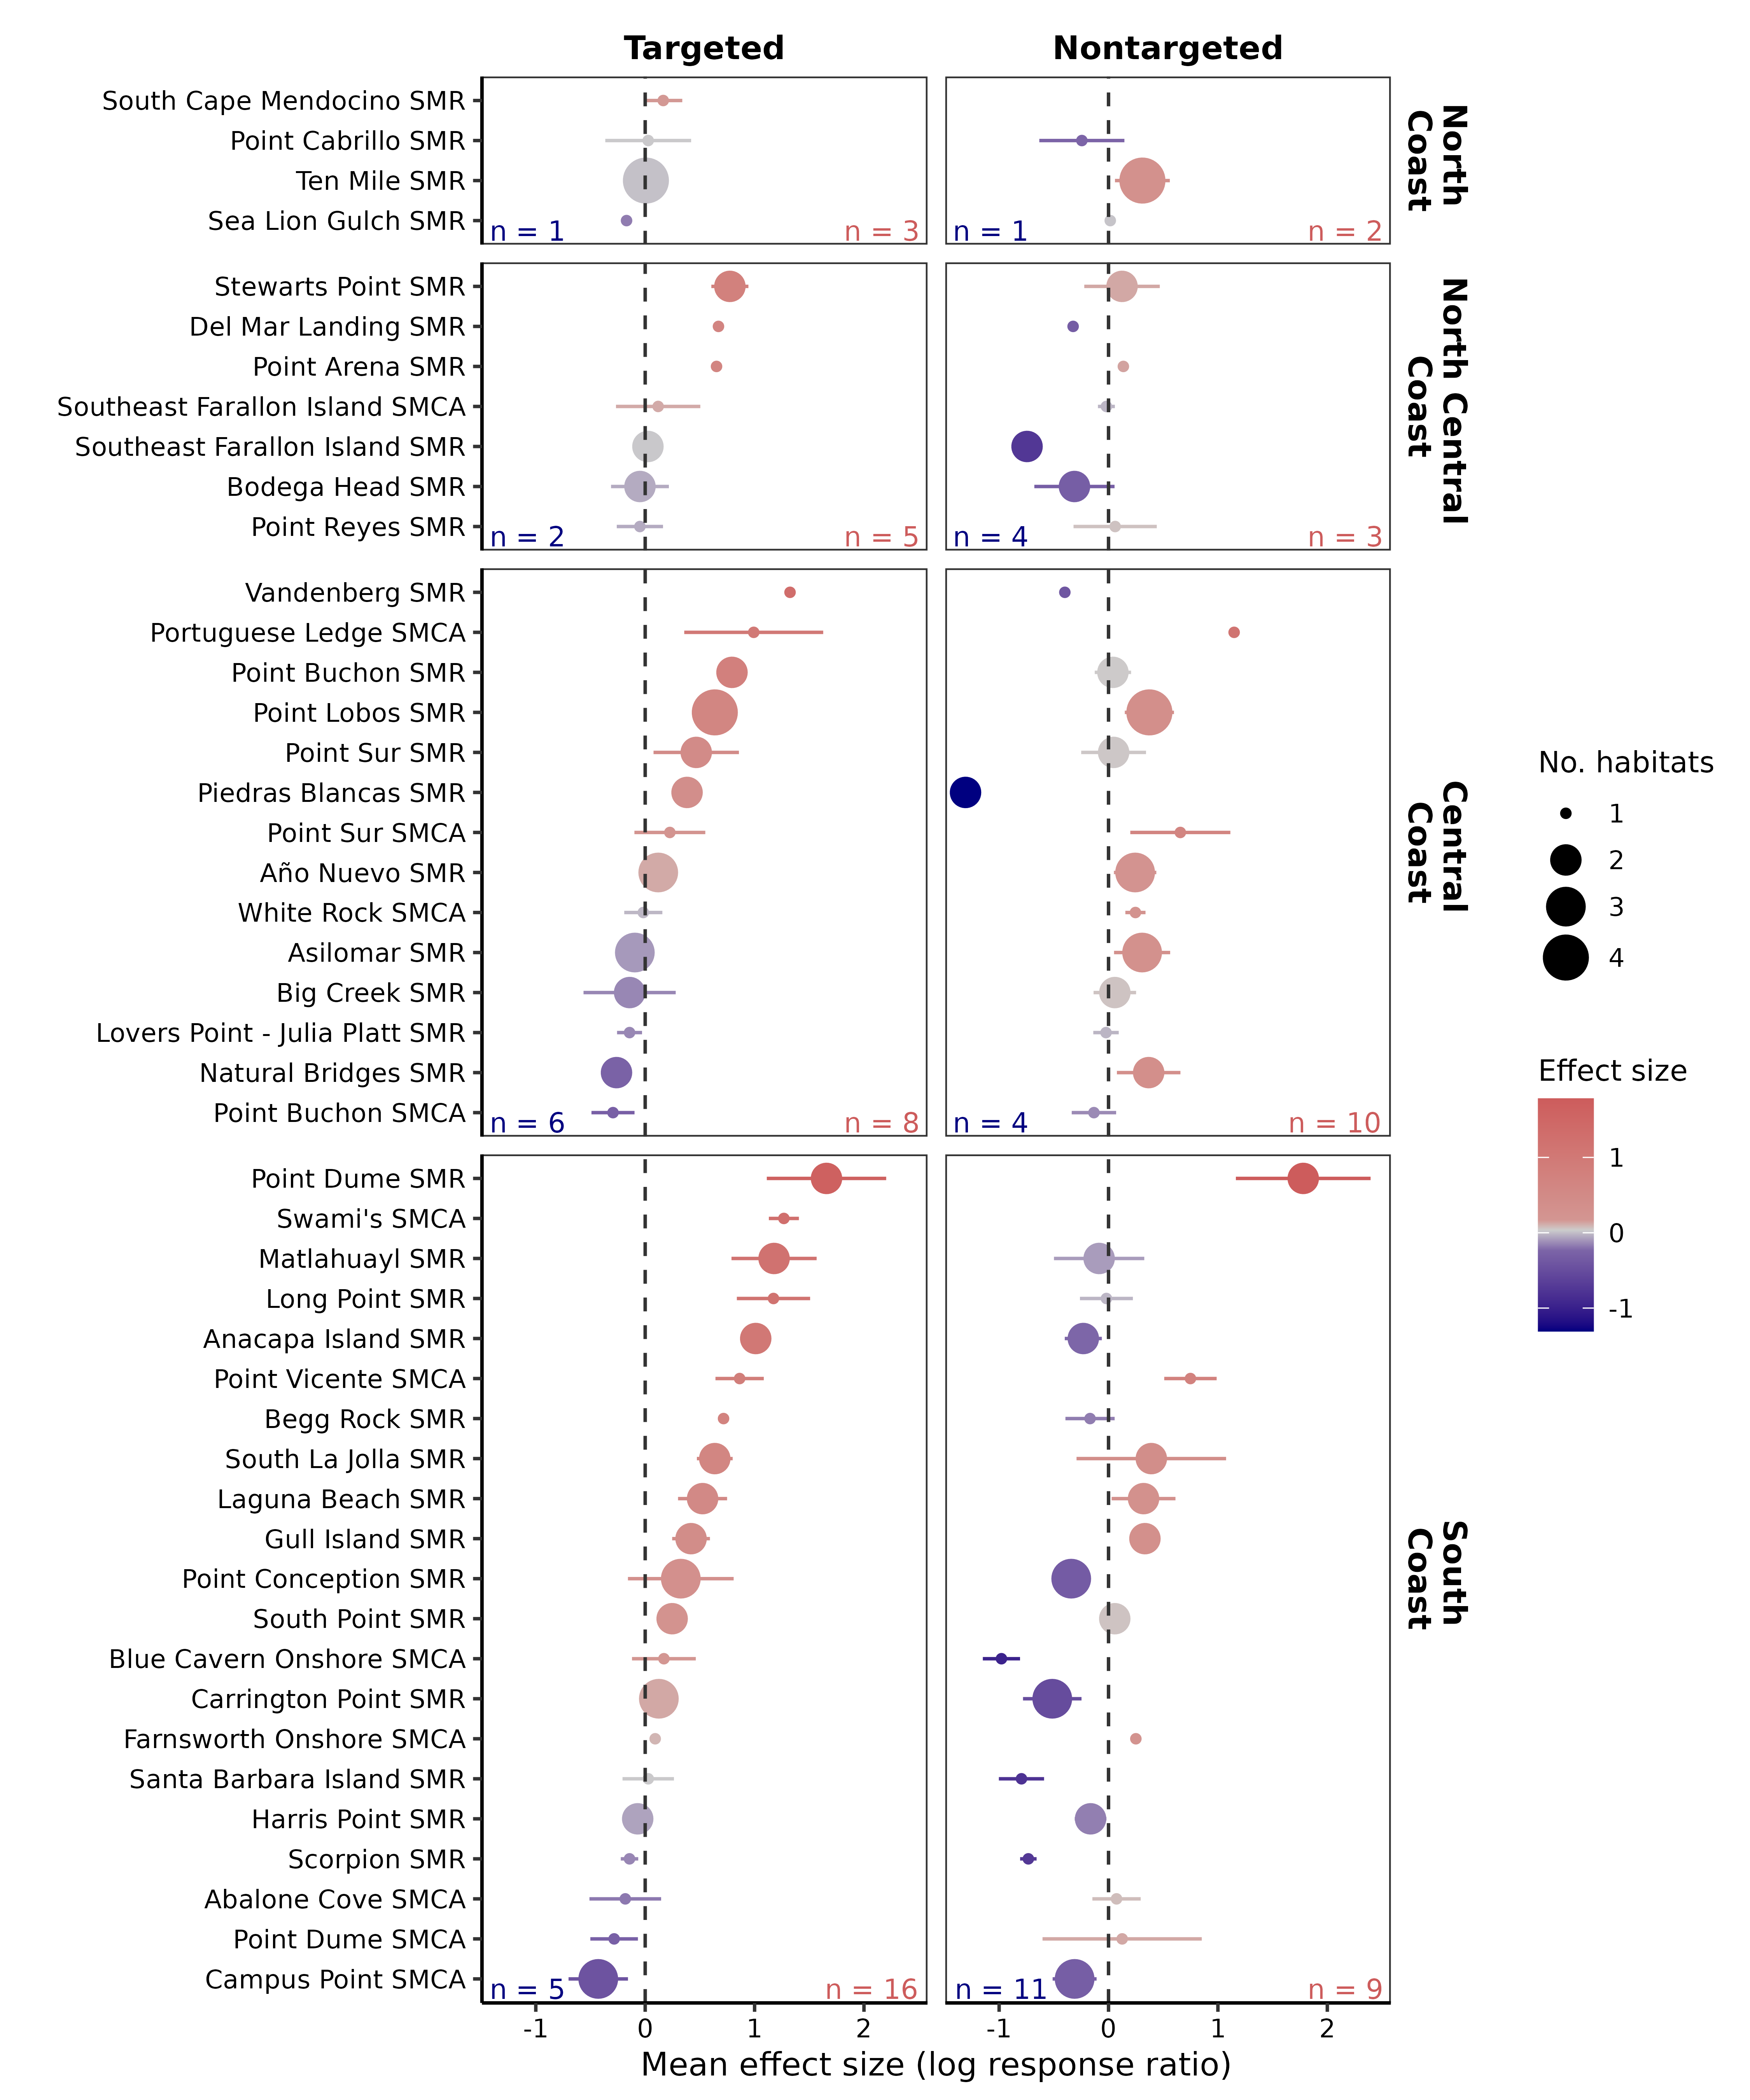 Targeted
Nontargeted
South Cape Mendocino SMR
Point Cabrillo SMR
Ten Mile SMR
Sea Lion Gulch SMR
n = 1
n = 3
n = 1
n = 2
North
Coast
Stewarts Point SMR
Del Mar Landing SMR
Point Arena SMR
Southeast Farallon Island SMCA
Southeast Farallon Island SMR
Bodega Head SMR
Point Reyes SMR
n = 2
n = 5
n = 4
n = 3
North Central
Coast
Vandenberg SMR
Portuguese Ledge SMCA
Point Buchon SMR
Point Lobos SMR
Point Sur SMR
Piedras Blancas SMR
Point Sur SMCA
Año Nuevo SMR
White Rock SMCA
Asilomar SMR
Big Creek SMR
Lovers Point - Julia Platt SMR
Natural Bridges SMR
Point Buchon SMCA
n = 6
n = 8
n = 4
n = 10
Central
Coast
Point Dume SMR
Swami's SMCA
Matlahuayl SMR
Long Point SMR
Anacapa Island SMR
Point Vicente SMCA
Begg Rock SMR
South La Jolla SMR
Laguna Beach SMR
Gull Island SMR
Point Conception SMR
South Point SMR
Blue Cavern Onshore SMCA
Carrington Point SMR
Farnsworth Onshore SMCA
Santa Barbara Island SMR
Harris Point SMR
Scorpion SMR
Abalone Cove SMCA
Point Dume SMCA
Campus Point SMCA
n = 5
n = 16
n = 11
n = 9
South
Coast
-1 0 1 2
-1 0 1 2
Mean effect size (log response ratio)
No. habitats
1
2
3
4
Effect size
1
0
-1